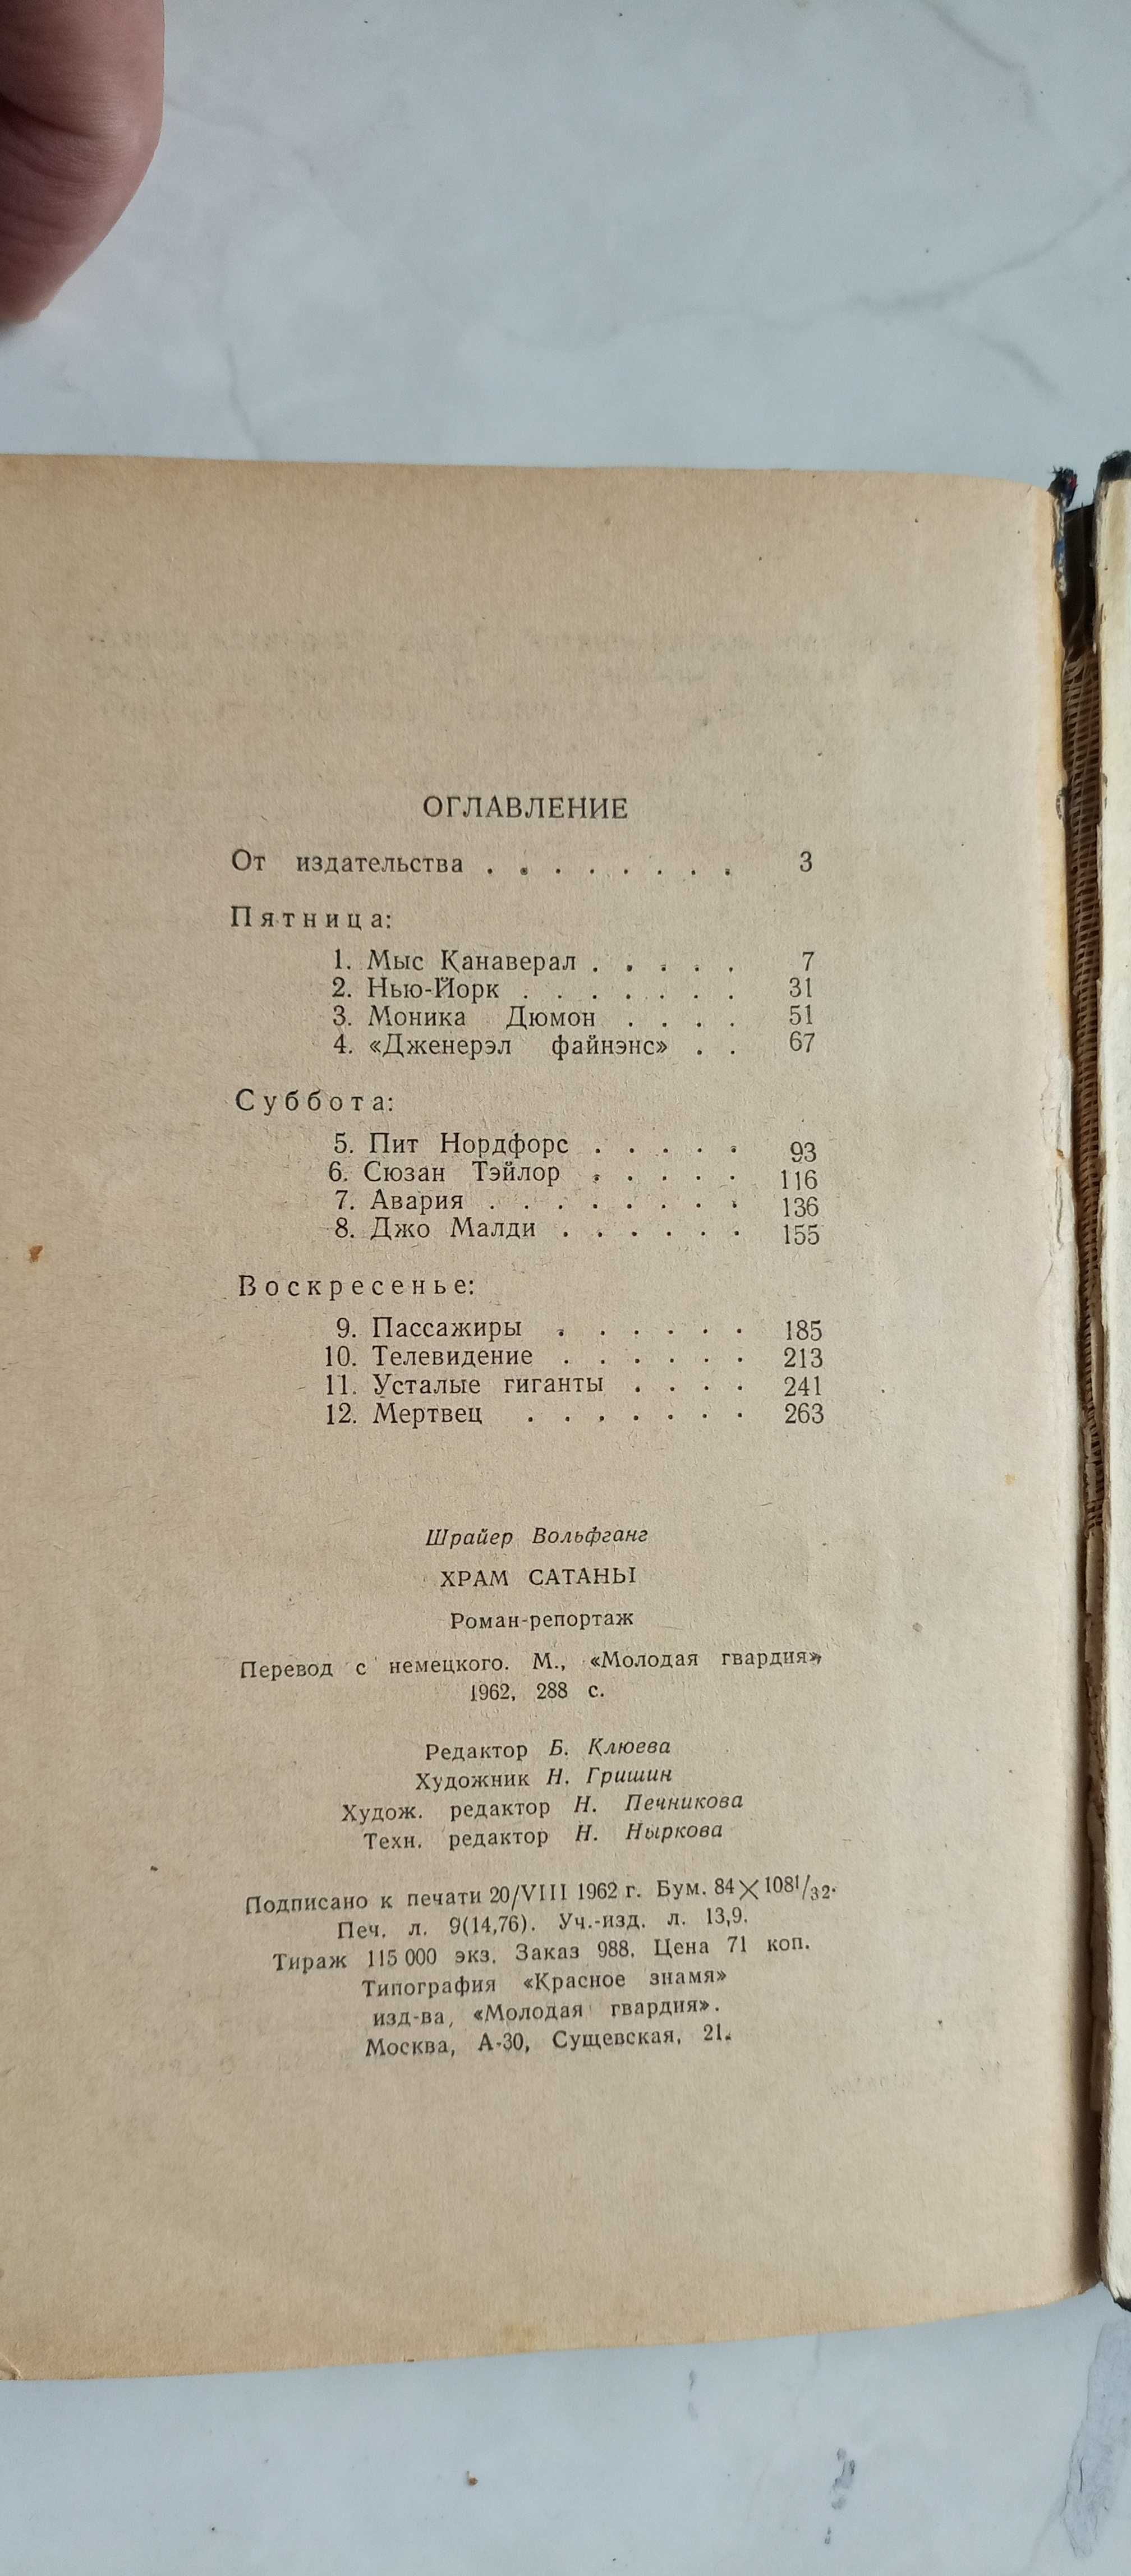 ОГЛАВЛЕНИЕ
От издательства . . . . . . . . 3
Пятница:
1. Мыс Канаверал . . . . . 7
2. Нью-Йорк . . . . . . . 31
3. Моника Дюмон . . . . 51
4. «Дженерэл файнэнс» . . 67
Суббота:
5. Пит Нордфорс . . . . . 93
6. Сюзан Тэйлор . . . . . 116
7. Авария . . . . . . . . 136
8. Джо Малди . . . . . . 155
Воскресенье:
9. Пассажиры . . . . . . 185
10. Телевидение . . . . . . 213
11. Усталые гиганты . . . . 241
12. Мертвец . . . . . . . 263
Шрайер Вольфганг
ХРАМ САТАНЫ
Роман-репортаж
Перевод с немецкого. М., «Молодая гвардия»,
1962, 288 с.
Редактор Б. Клюева
Художник Н. Гришин
Худож. редактор Н. Печникова
Техн. редактор Н. Ныркова
Подписано к печати 20/VIII 1962 г. Бум. 84×108¹/₃₂.
Печ. л. 9(14,76). Уч.-изд. л. 13,9.
Тираж 115 000 экз. Заказ 988. Цена 71 коп.
Типография «Красное знамя»
изд-ва, «Молодая гвардия».
Москва, А-30, Сущевская, 21.